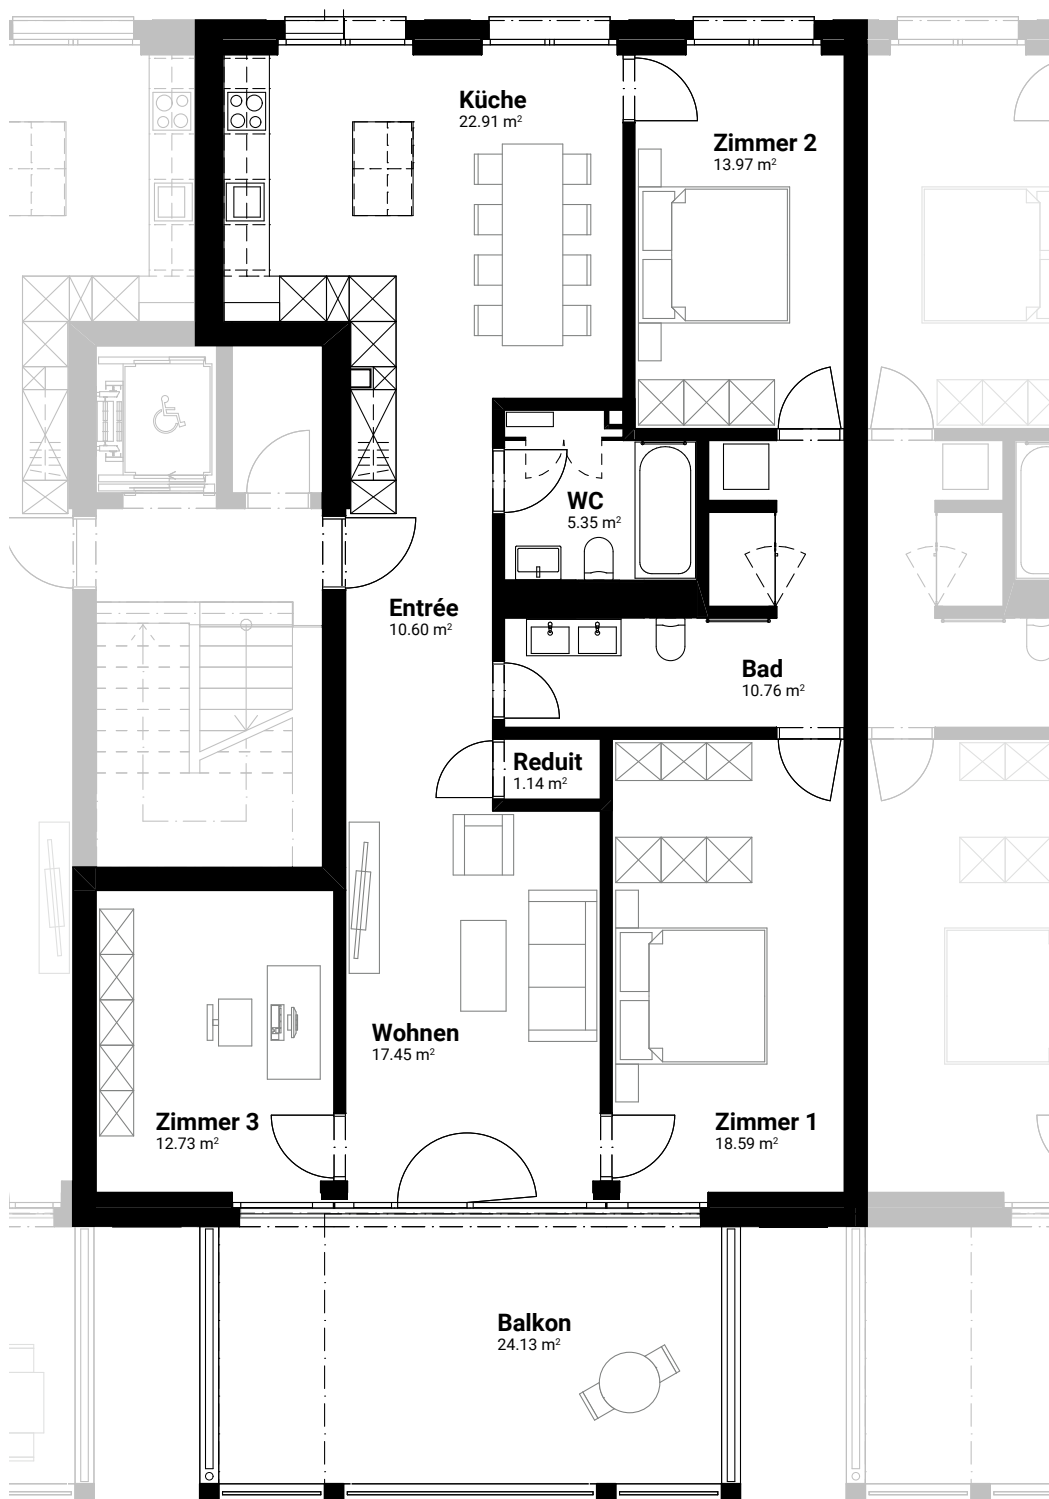 Küche
22.91 m²
Zimmer 2
13.97 m²
WC
5.35 m²
Entrée
10.60 m²
Bad
10.76 m²
Reduit
1.14 m²
Wohnen
17.45 m²
Zimmer 3
12.73 m²
Zimmer 1
18.59 m²
Balkon
24.13 m²